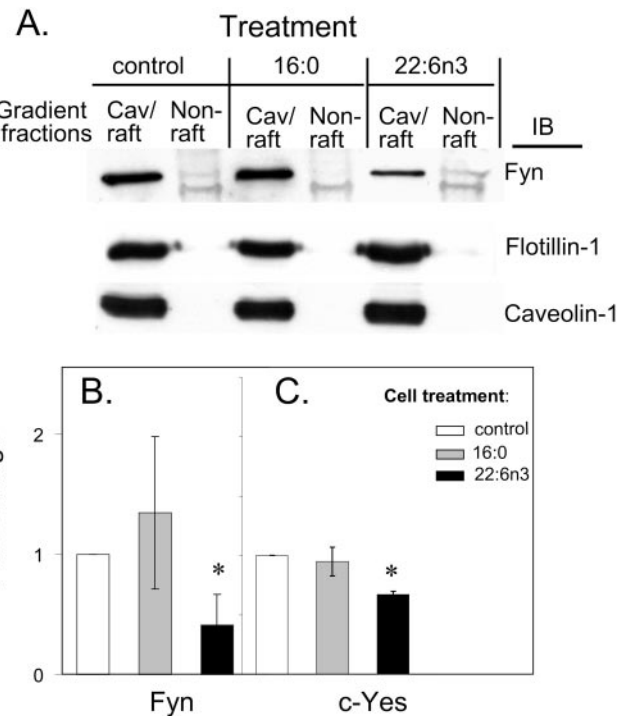 A.
Treatment
control 16:0 22:6n3
Gradient fractions Cav/raft Non-raft Cav/raft Non-raft Cav/raft Non-raft IB
Fyn
Flotillin-1
Caveolin-1
B. C.
Cell treatment:
control
16:0
22:6n3
2
1
0
* *
Fyn c-Yes